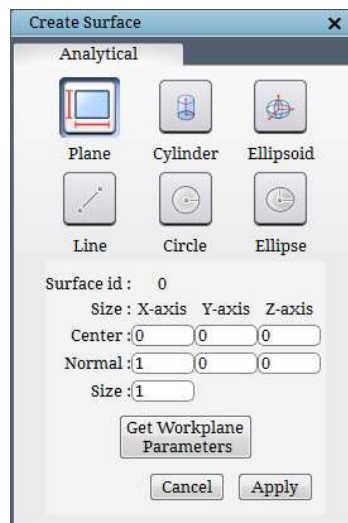 Create Surface
Analytical
Plane Cylinder Ellipsoid
Line Circle Ellipse
Surface id : 0
Size : X-axis Y-axis Z-axis
Center : 0 0 0
Normal : 1 0 0
Size : 1
Get Workplane
Parameters
Cancel Apply